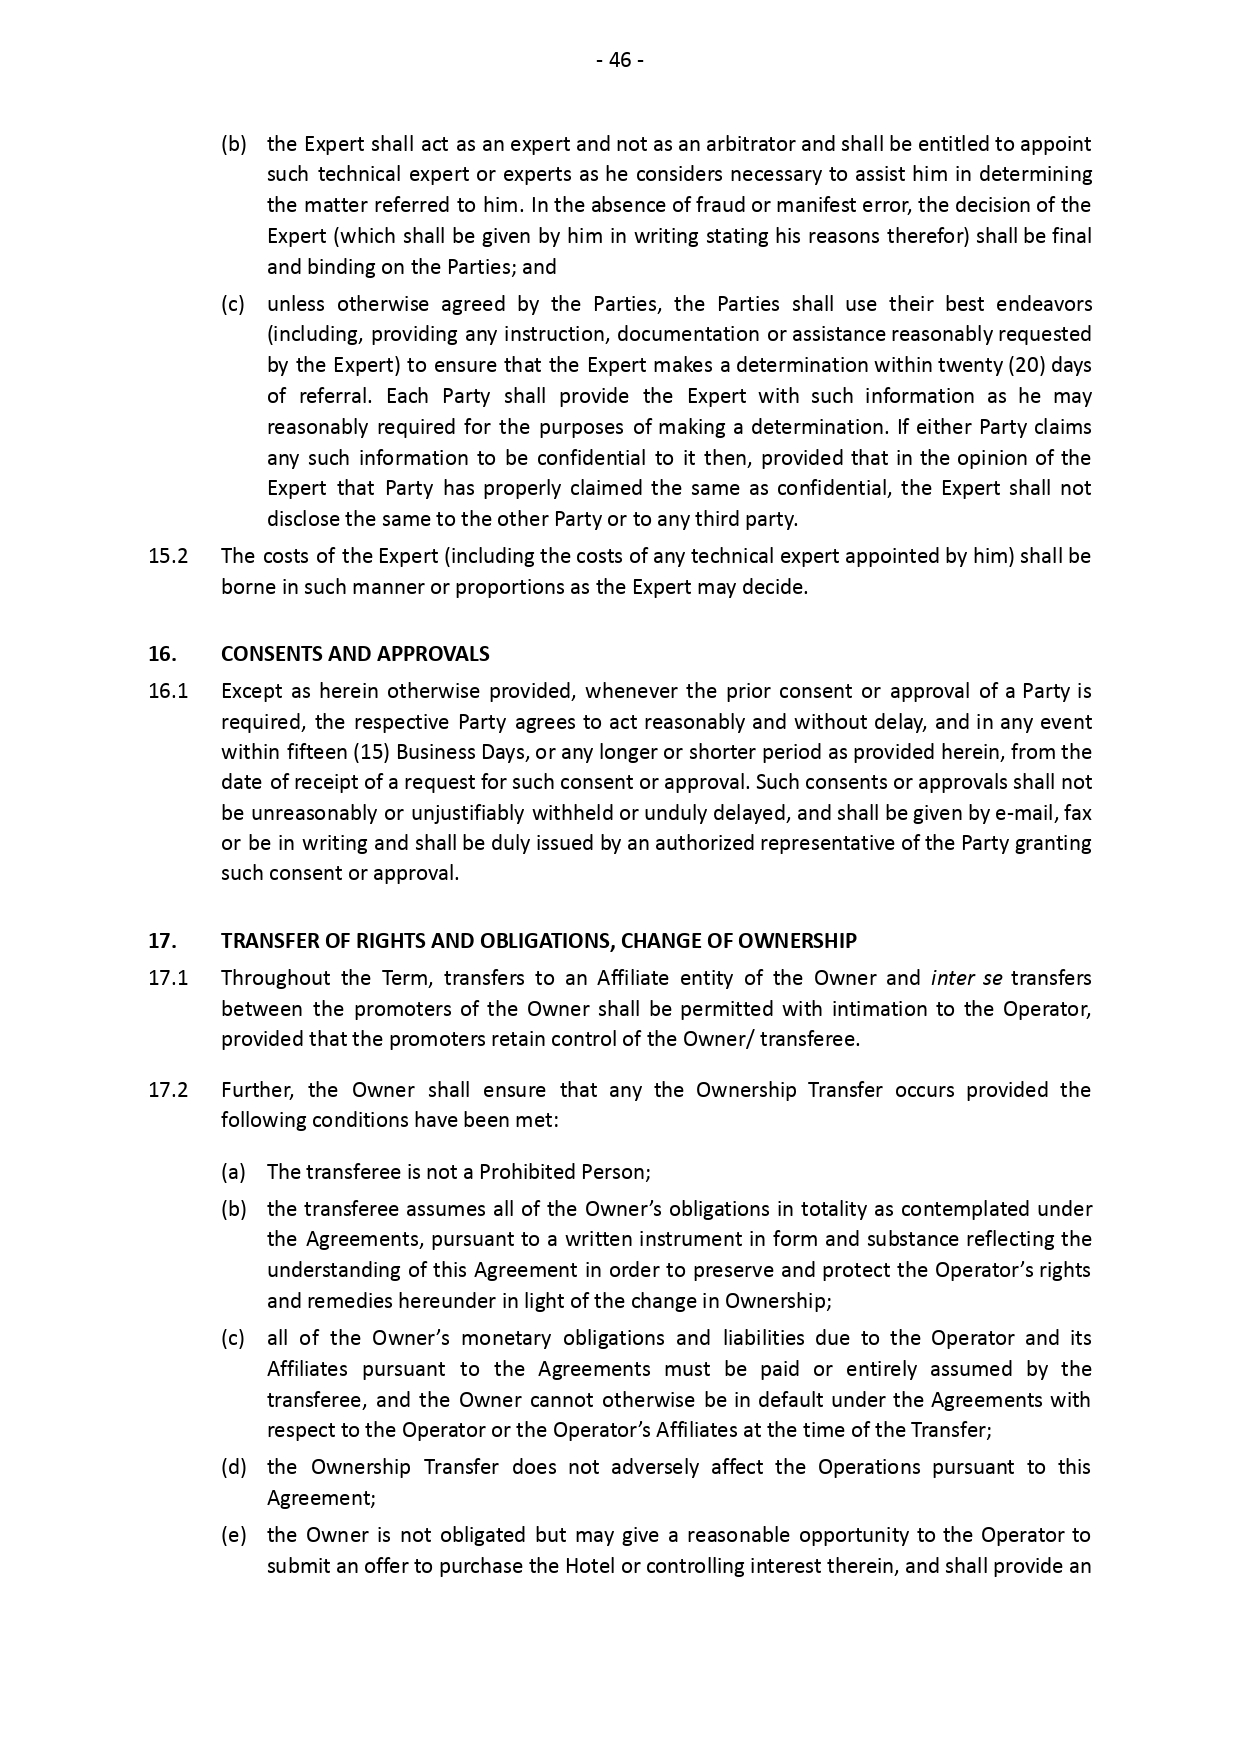 - 46 -
(b) the Expert shall act as an expert and not as an arbitrator and shall be entitled to appoint
such technical expert or experts as he considers necessary to assist him in determining
the matter referred to him. In the absence of fraud or manifest error, the decision of the
Expert (which shall be given by him in writing stating his reasons therefor) shall be final
and binding on the Parties; and
(c) unless otherwise agreed by the Parties, the Parties shall use their best endeavors
(including, providing any instruction, documentation or assistance reasonably requested
by the Expert) to ensure that the Expert makes a determination within twenty (20) days
of referral. Each Party shall provide the Expert with such information as he may
reasonably required for the purposes of making a determination. If either Party claims
any such information to be confidential to it then, provided that in the opinion of the
Expert that Party has properly claimed the same as confidential, the Expert shall not
disclose the same to the other Party or to any third party.
15.2 The costs of the Expert (including the costs of any technical expert appointed by him) shall be
borne in such manner or proportions as the Expert may decide.
16. CONSENTS AND APPROVALS
16.1 Except as herein otherwise provided, whenever the prior consent or approval of a Party is
required, the respective Party agrees to act reasonably and without delay, and in any event
within fifteen (15) Business Days, or any longer or shorter period as provided herein, from the
date of receipt of a request for such consent or approval. Such consents or approvals shall not
be unreasonably or unjustifiably withheld or unduly delayed, and shall be given by e-mail, fax
or be in writing and shall be duly issued by an authorized representative of the Party granting
such consent or approval.
17. TRANSFER OF RIGHTS AND OBLIGATIONS, CHANGE OF OWNERSHIP
17.1 Throughout the Term, transfers to an Affiliate entity of the Owner and inter se transfers
between the promoters of the Owner shall be permitted with intimation to the Operator,
provided that the promoters retain control of the Owner/ transferee.
17.2 Further, the Owner shall ensure that any the Ownership Transfer occurs provided the
following conditions have been met:
(a) The transferee is not a Prohibited Person;
(b) the transferee assumes all of the Owner’s obligations in totality as contemplated under
the Agreements, pursuant to a written instrument in form and substance reflecting the
understanding of this Agreement in order to preserve and protect the Operator’s rights
and remedies hereunder in light of the change in Ownership;
(c) all of the Owner’s monetary obligations and liabilities due to the Operator and its
Affiliates pursuant to the Agreements must be paid or entirely assumed by the
transferee, and the Owner cannot otherwise be in default under the Agreements with
respect to the Operator or the Operator’s Affiliates at the time of the Transfer;
(d) the Ownership Transfer does not adversely affect the Operations pursuant to this
Agreement;
(e) the Owner is not obligated but may give a reasonable opportunity to the Operator to
submit an offer to purchase the Hotel or controlling interest therein, and shall provide an